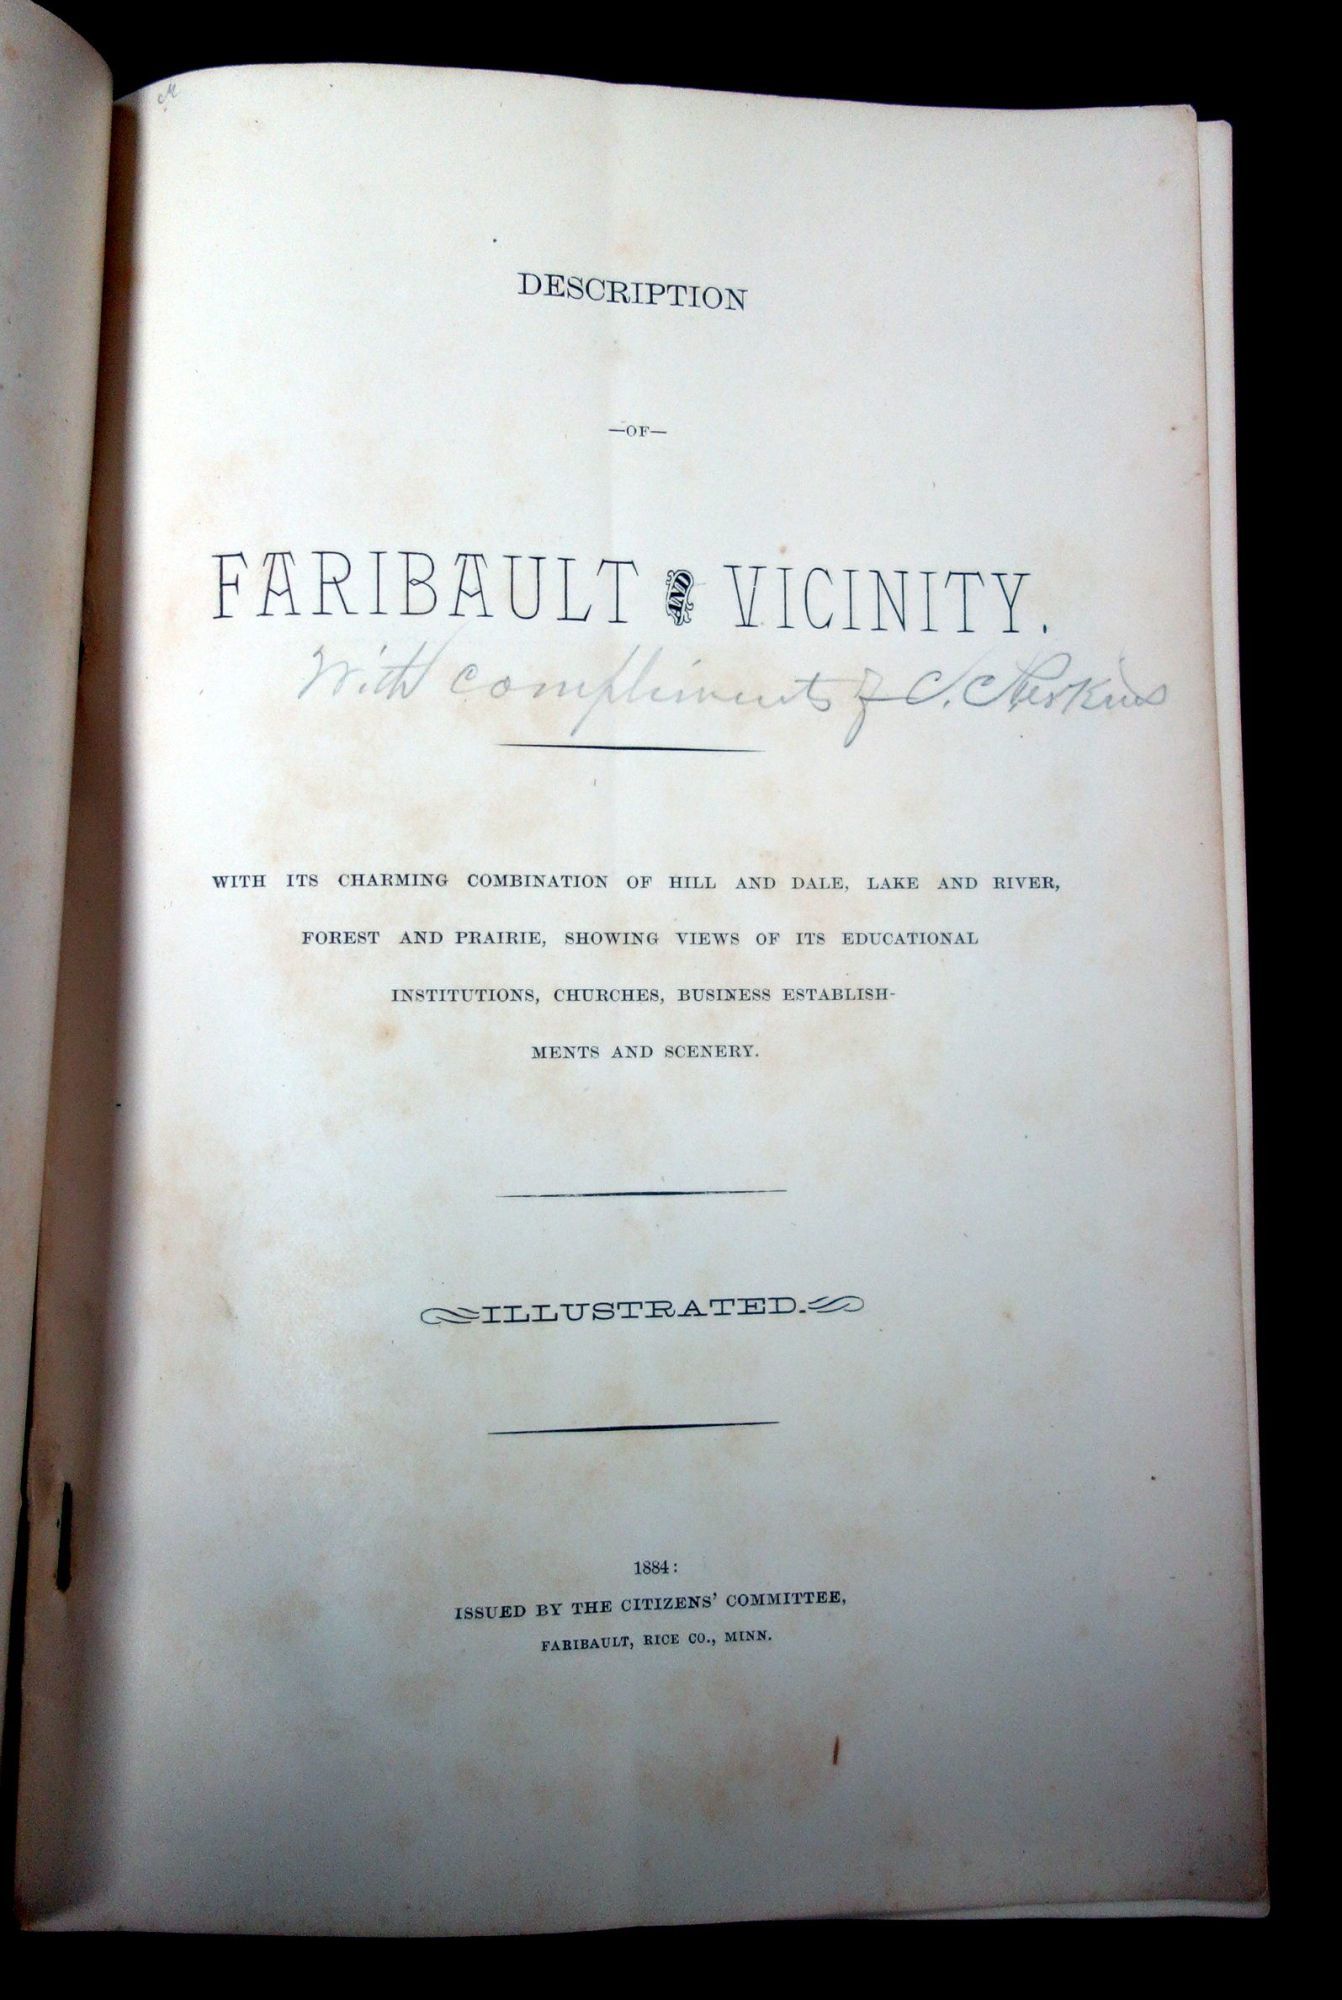 DESCRIPTION
—OF—
FARIBAULT AND VICINITY.
With compliments of
WITH ITS CHARMING COMBINATION OF HILL AND DALE, LAKE AND RIVER,
FOREST AND PRAIRIE, SHOWING VIEWS OF ITS EDUCATIONAL
INSTITUTIONS, CHURCHES, BUSINESS ESTABLISH-
MENTS AND SCENERY.
ILLUSTRATED.
1884:
ISSUED BY THE CITIZENS' COMMITTEE,
FARIBAULT, RICE CO., MINN.